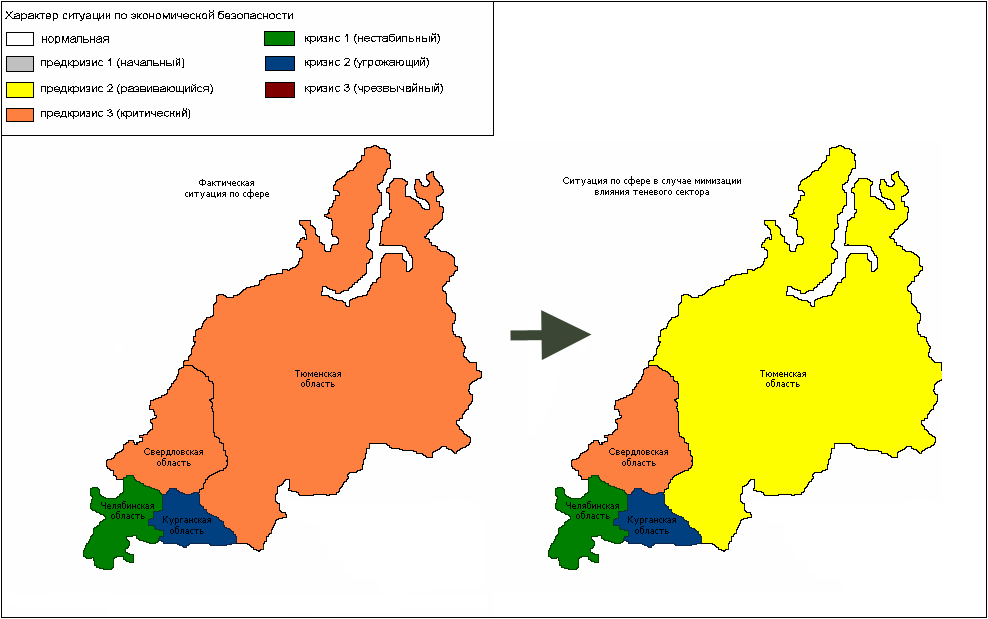 Характер ситуации по экономической безопасности
нормальная
предкризис 1 (начальный)
предкризис 2 (развивающийся)
предкризис 3 (критический)
кризис 1 (нестабильный)
кризис 2 (угрожающий)
кризис 3 (чрезвычайный)
Фактическая
ситуация по сфере
Тюменская
область
Свердловская
область
Челябинская
область
Курганская
область
Ситуация по сфере в случае мимизации
влияния теневого сектора
Тюменская
область
Свердловская
область
Челябинская
область
Курганская
область